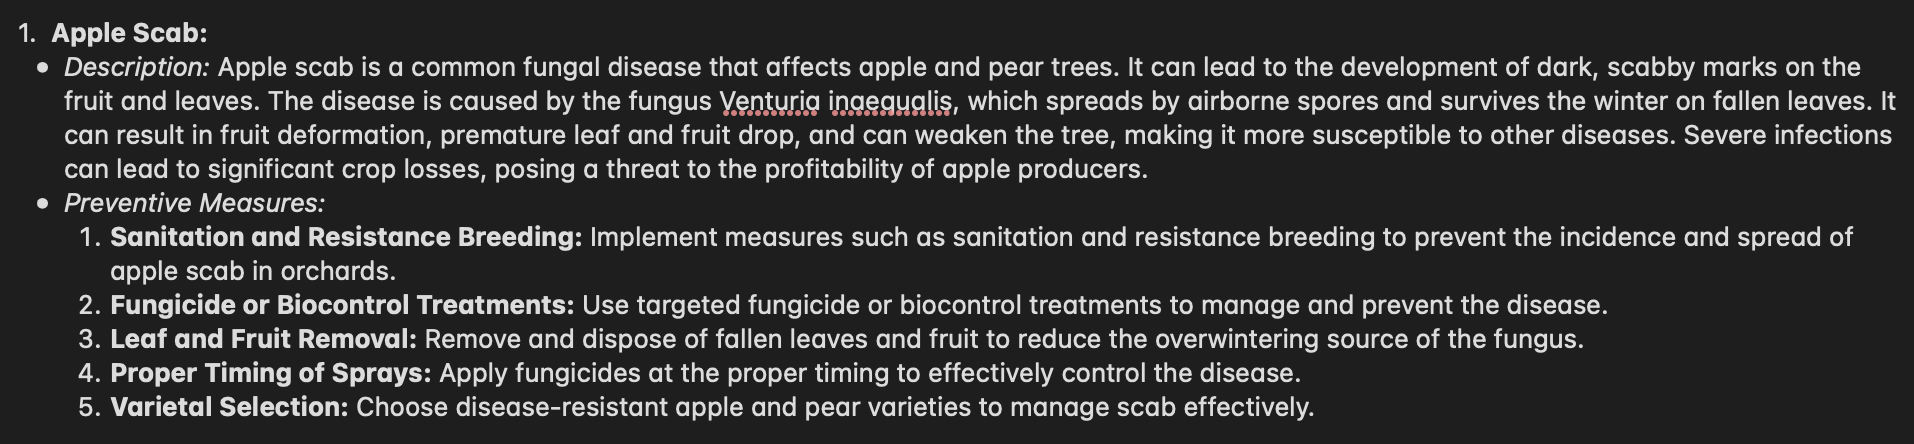 1. Apple Scab:
• Description: Apple scab is a common fungal disease that affects apple and pear trees. It can lead to the development of dark, scabby marks on the
fruit and leaves. The disease is caused by the fungus Venturia inaequalis, which spreads by airborne spores and survives the winter on fallen leaves. It
can result in fruit deformation, premature leaf and fruit drop, and can weaken the tree, making it more susceptible to other diseases. Severe infections
can lead to significant crop losses, posing a threat to the profitability of apple producers.
• Preventive Measures:
1. Sanitation and Resistance Breeding: Implement measures such as sanitation and resistance breeding to prevent the incidence and spread of
apple scab in orchards.
2. Fungicide or Biocontrol Treatments: Use targeted fungicide or biocontrol treatments to manage and prevent the disease.
3. Leaf and Fruit Removal: Remove and dispose of fallen leaves and fruit to reduce the overwintering source of the fungus.
4. Proper Timing of Sprays: Apply fungicides at the proper timing to effectively control the disease.
5. Varietal Selection: Choose disease-resistant apple and pear varieties to manage scab effectively.